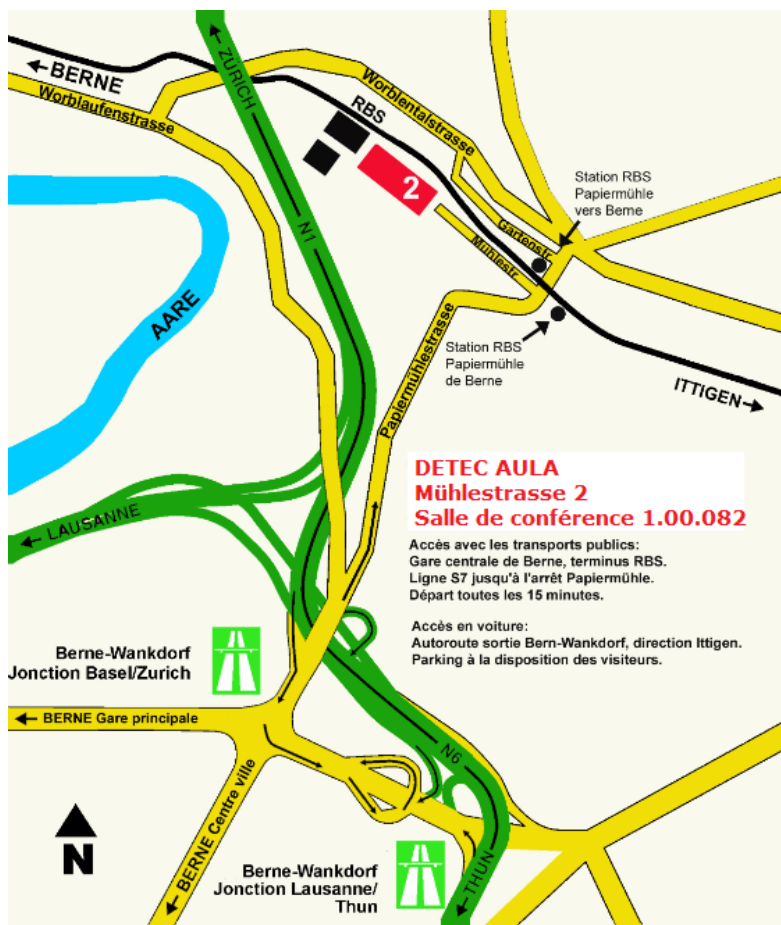 ← ZURICH
← BERNE
Worblaufenstrasse
RBS
Worblentalstrasse
2
Station RBS
Papiermühle
vers Berne
Gartenstr.
Mühlestr.
N1
AARE
Papiermühlestrasse
Station RBS
Papiermühle
de Berne
ITTIGEN →
DETEC AULA
Mühlestrasse 2
Salle de conférence 1.00.082
← LAUSANNE
Accès avec les transports publics:
Gare centrale de Berne, terminus RBS.
Ligne S7 jusqu'à l'arrêt Papiermühle.
Départ toutes les 15 minutes.
Accès en voiture:
Autoroute sortie Bern-Wankdorf, direction Ittigen.
Parking à la disposition des visiteurs.
Berne-Wankdorf
Jonction Basel/Zurich
← BERNE Gare principale
N6
← BERNE Centre ville
N
Berne-Wankdorf
Jonction Lausanne/
Thun
← THUN